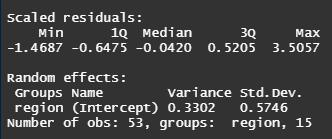 Scaled residuals:
Min 1Q Median 3Q Max
-1.4687 -0.6475 -0.0420 0.5205 3.5057
Random effects:
Groups Name Variance Std.Dev.
region (Intercept) 0.3302 0.5746
Number of obs: 53, groups: region, 15